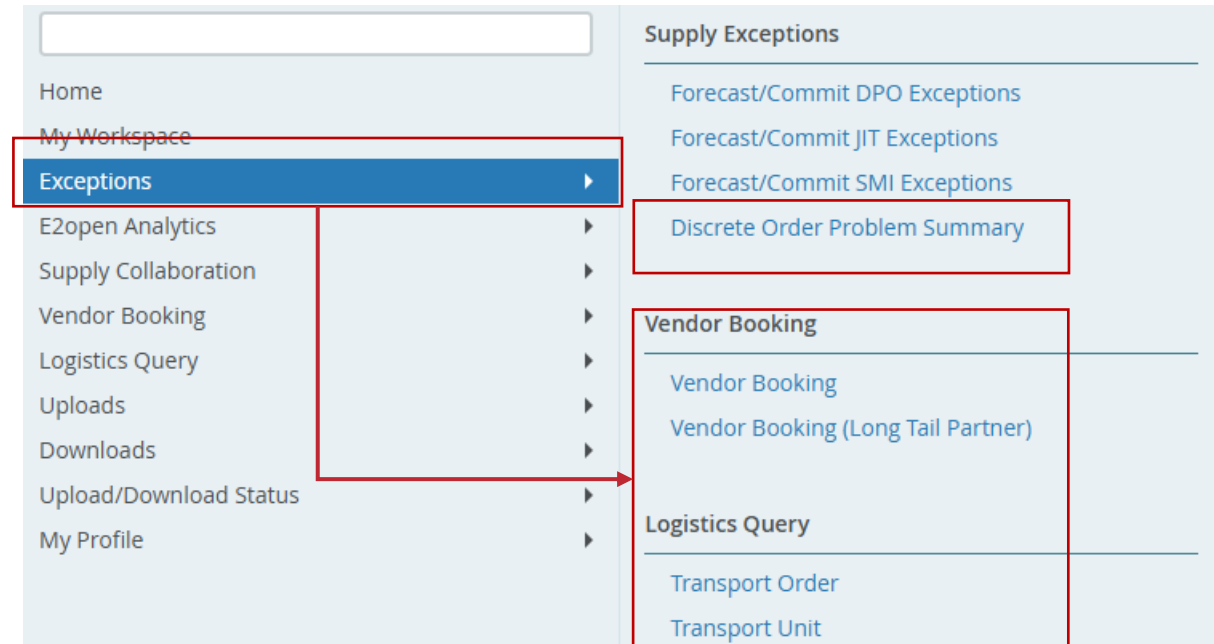 Home
My Workspace
Exceptions
E2open Analytics
Supply Collaboration
Vendor Booking
Logistics Query
Uploads
Downloads
Upload/Download Status
My Profile
Supply Exceptions
Forecast/Commit DPO Exceptions
Forecast/Commit JIT Exceptions
Forecast/Commit SMI Exceptions
Discrete Order Problem Summary
Vendor Booking
Vendor Booking
Vendor Booking (Long Tail Partner)
Logistics Query
Transport Order
Transport Unit